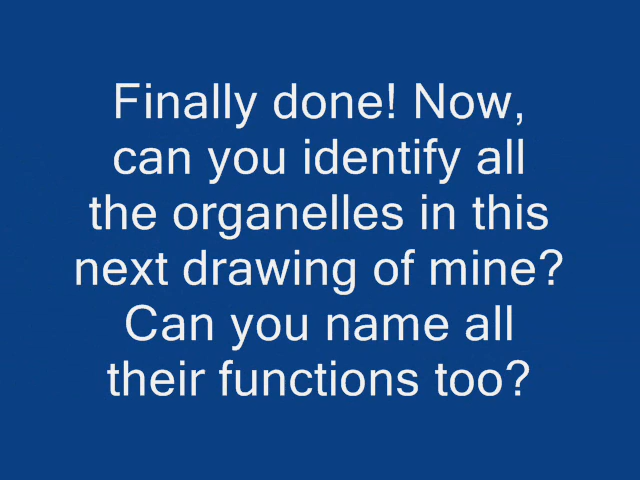 Finally done! Now,
can you identify all
the organelles in this
next drawing of mine?
Can you name all
their functions too?